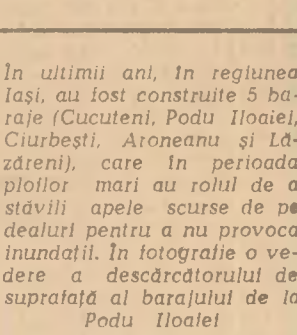 În ultimii ani, în regiunea
Iași, au fost construite 5 ba-
raje (Cucuteni, Podu Iloaiei,
Ciurbești, Aroneanu și Lă-
zăreni), care în perioada
ploilor mari au rolul de a
stăvili apele scurse de pe
dealuri pentru a nu provoca
inundații. În fotografie o ve-
dere a descărcătorului de
suprafață al barajului de la
Podu Iloaiei